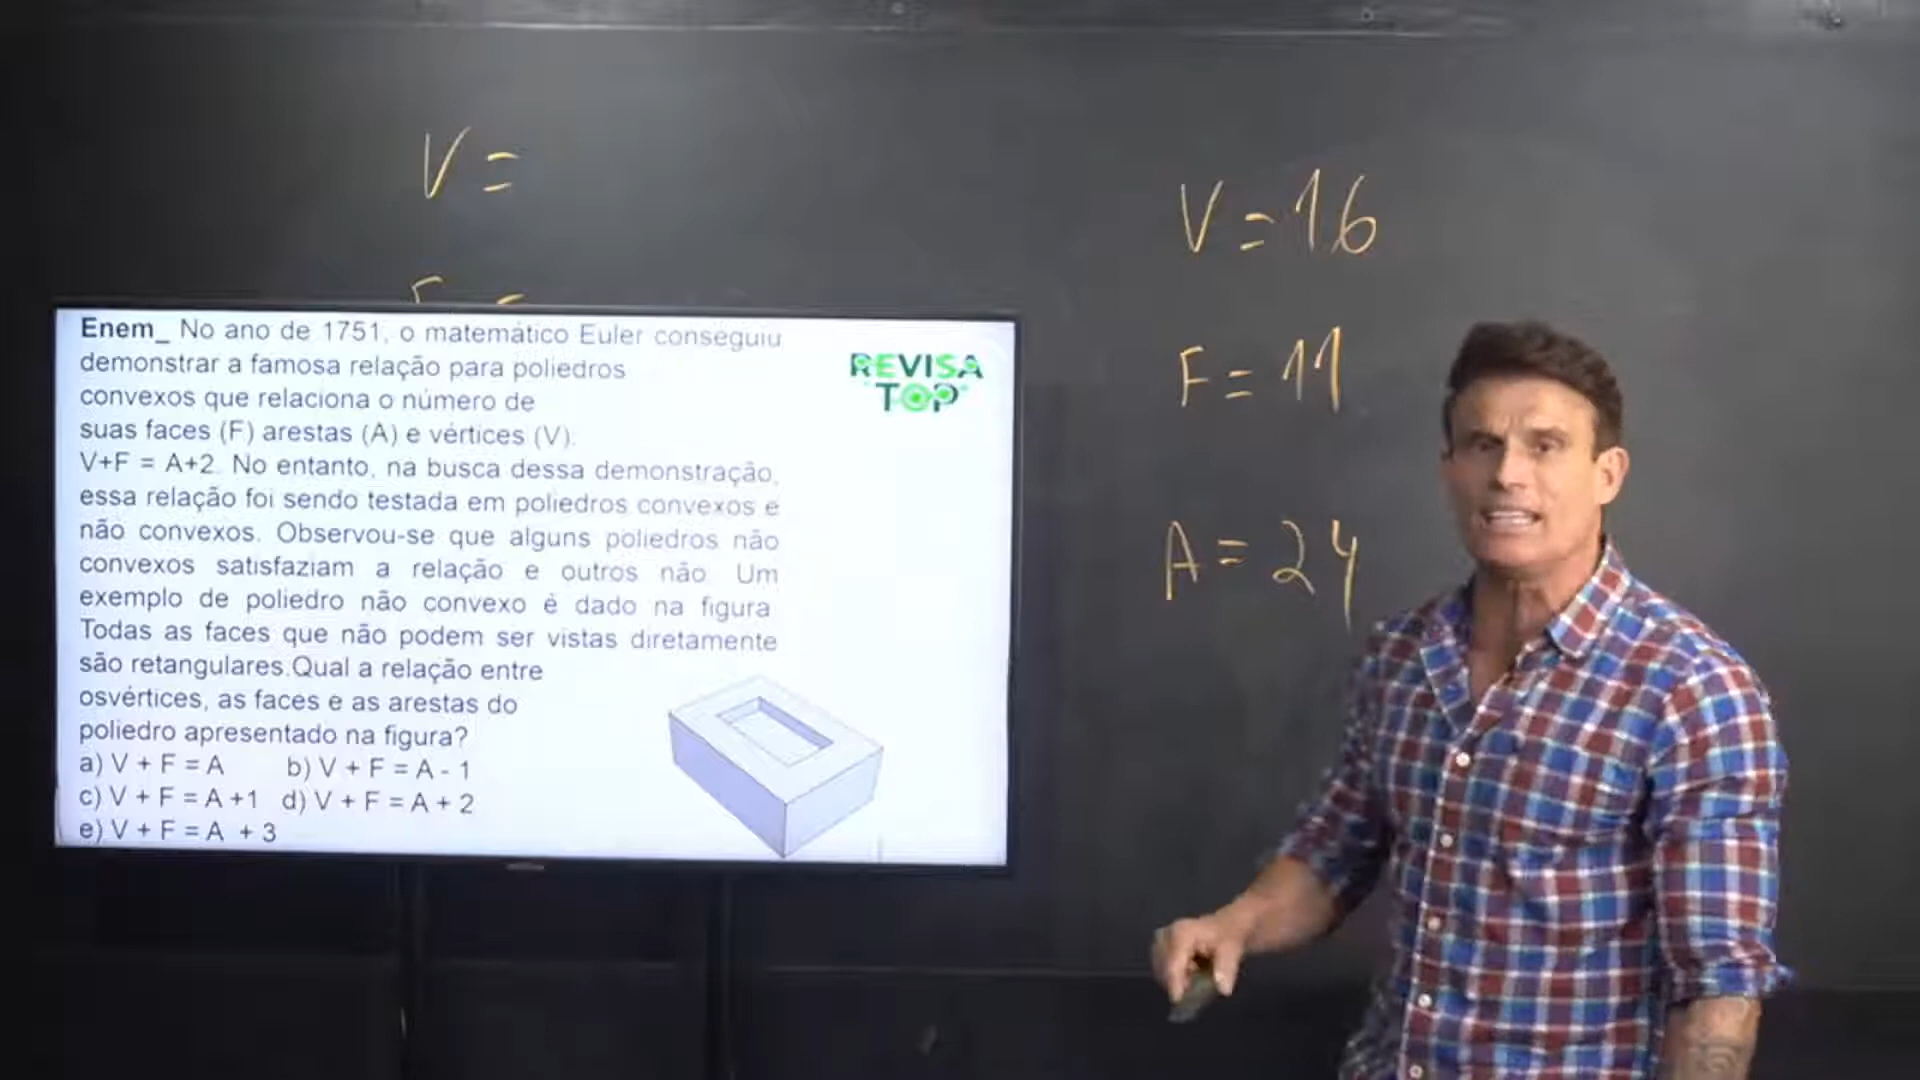 V =
V = 16
F = 11
A = 24
Enem_ No ano de 1751, o matemático Euler conseguiu
demonstrar a famosa relação para poliedros
convexos que relaciona o número de
suas faces (F) arestas (A) e vértices (V).
V+F = A+2. No entanto, na busca dessa demonstração,
essa relação foi sendo testada em poliedros convexos e
não convexos. Observou-se que alguns poliedros não
convexos satisfaziam a relação e outros não. Um
exemplo de poliedro não convexo é dado na figura.
Todas as faces que não podem ser vistas diretamente
são retangulares.Qual a relação entre
osvértices, as faces e as arestas do
poliedro apresentado na figura?
a) V + F = A b) V + F = A - 1
c) V + F = A +1 d) V + F = A + 2
e) V + F = A + 3
REVISA
TOP